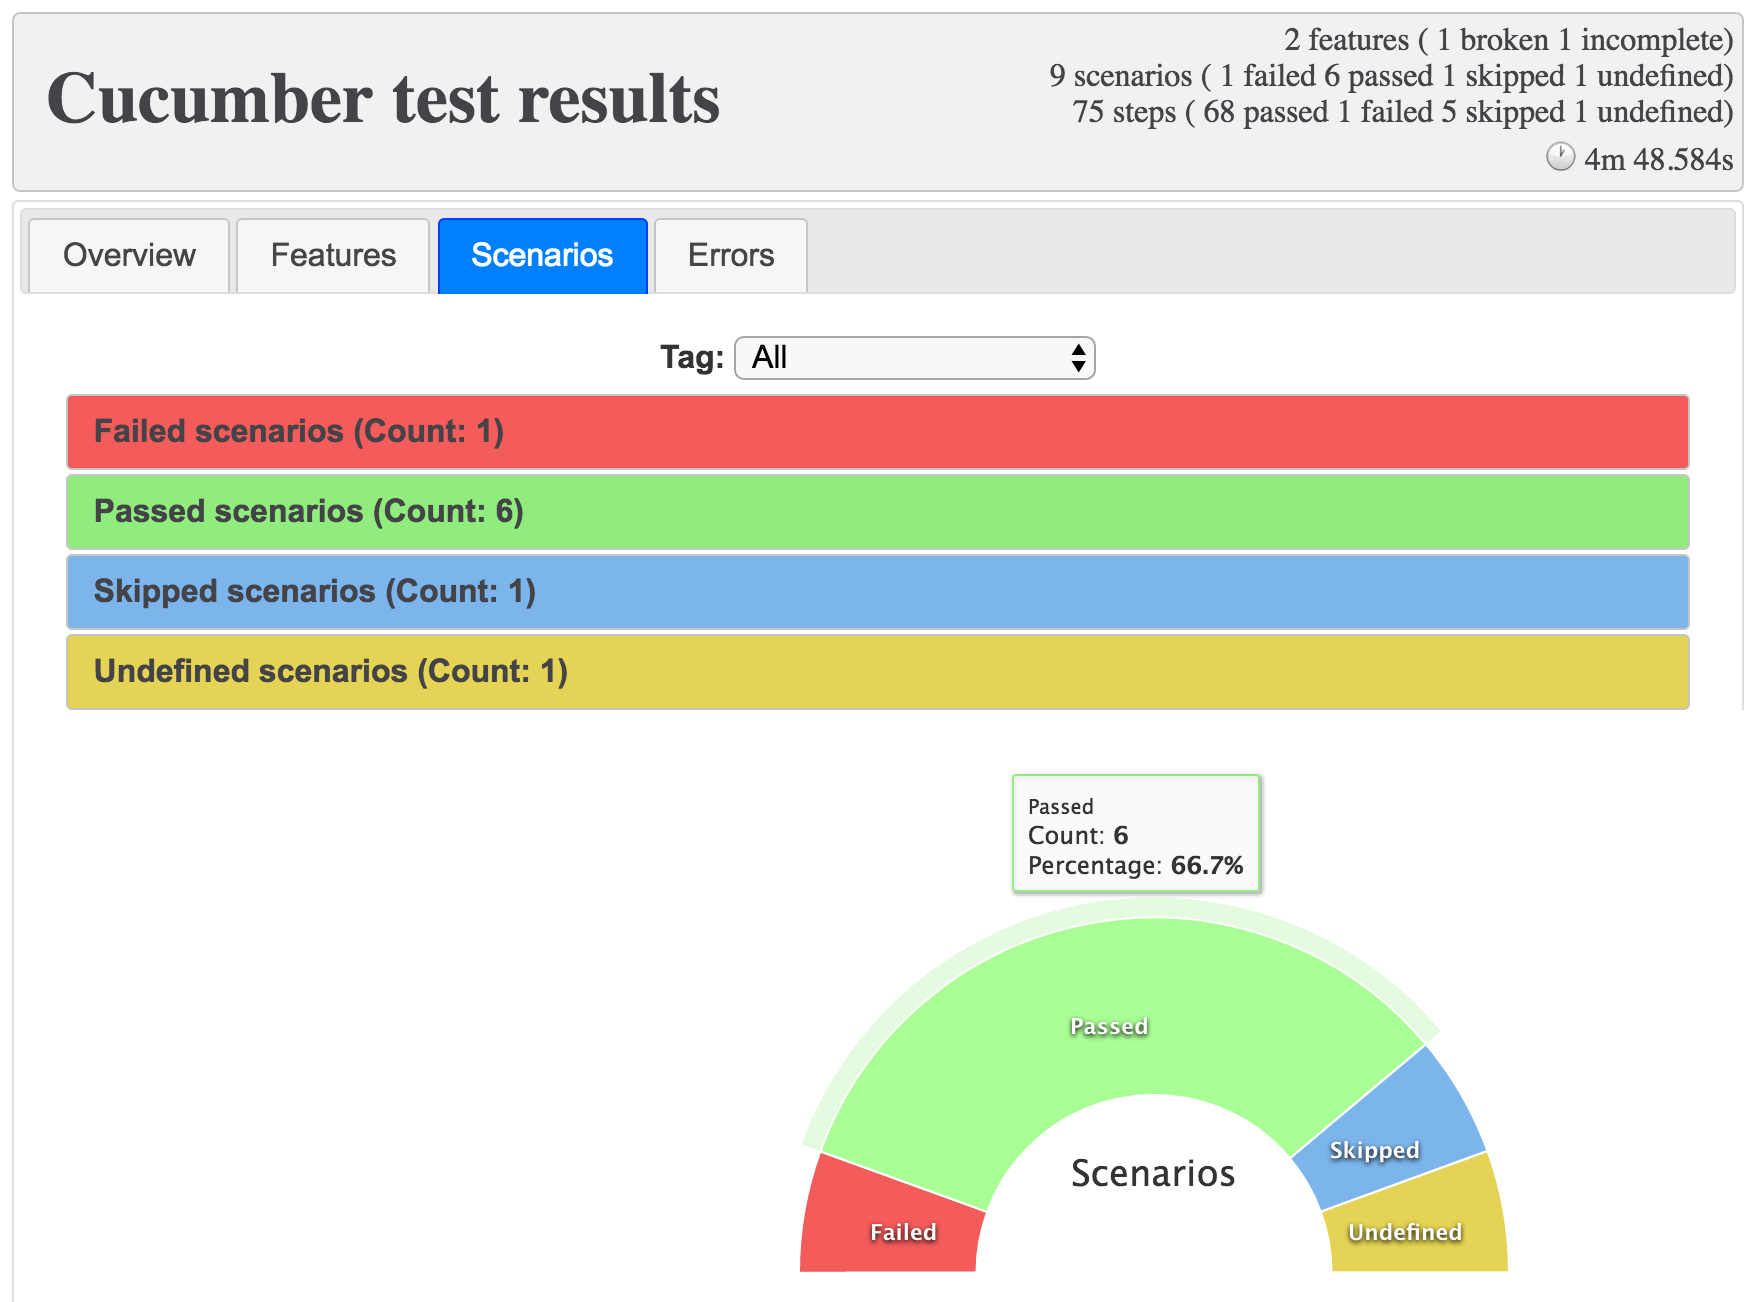 Cucumber test results
2 features ( 1 broken 1 incomplete)
9 scenarios ( 1 failed 6 passed 1 skipped 1 undefined)
75 steps ( 68 passed 1 failed 5 skipped 1 undefined)
4m 48.584s
Overview Features Scenarios Errors
Tag: All
Failed scenarios (Count: 1)
Passed scenarios (Count: 6)
Skipped scenarios (Count: 1)
Undefined scenarios (Count: 1)
Passed
Count: 6
Percentage: 66.7%
Passed
Skipped
Scenarios
Failed
Undefined